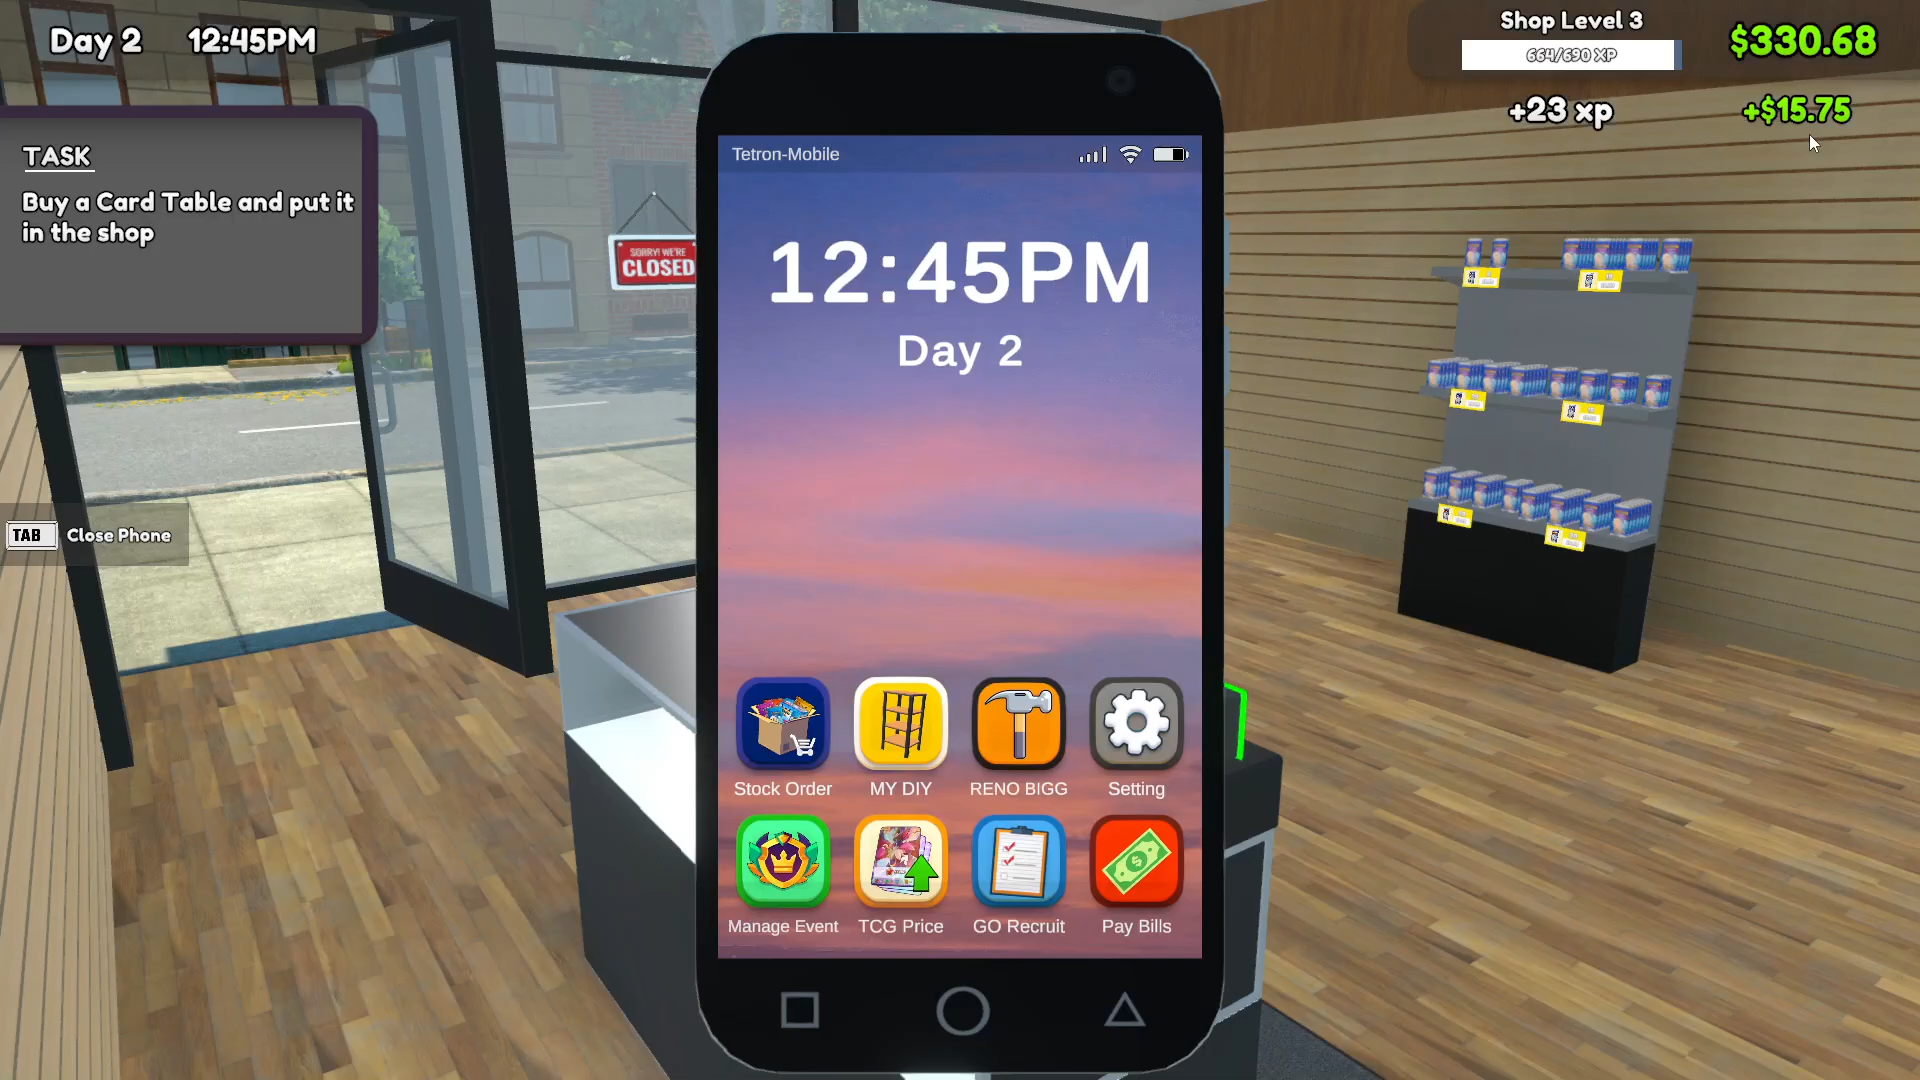 Day 2 12:45PM
Shop Level 3
664/690 XP
$330.68
+23 xp
+$15.75
TASK
Buy a Card Table and put it
in the shop
TAB Close Phone
SORRY! WE'RE
CLOSED
Tetron-Mobile
12:45PM
Day 2
Stock Order
MY DIY
RENO BIGG
Setting
Manage Event
TCG Price
GO Recruit
Pay Bills